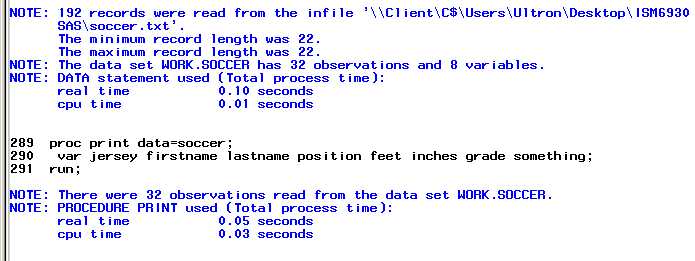 NOTE: 192 records were read from the infile '\\Client\C$\Users\Ultron\Desktop\ISM6930
SAS\soccer.txt'.
The minimum record length was 22.
The maximum record length was 22.
NOTE: The data set WORK.SOCCER has 32 observations and 8 variables.
NOTE: DATA statement used (Total process time):
real time 0.10 seconds
cpu time 0.01 seconds
289 proc print data=soccer;
290 var jersey firstname lastname position feet inches grade something;
291 run;
NOTE: There were 32 observations read from the data set WORK.SOCCER.
NOTE: PROCEDURE PRINT used (Total process time):
real time 0.05 seconds
cpu time 0.03 seconds